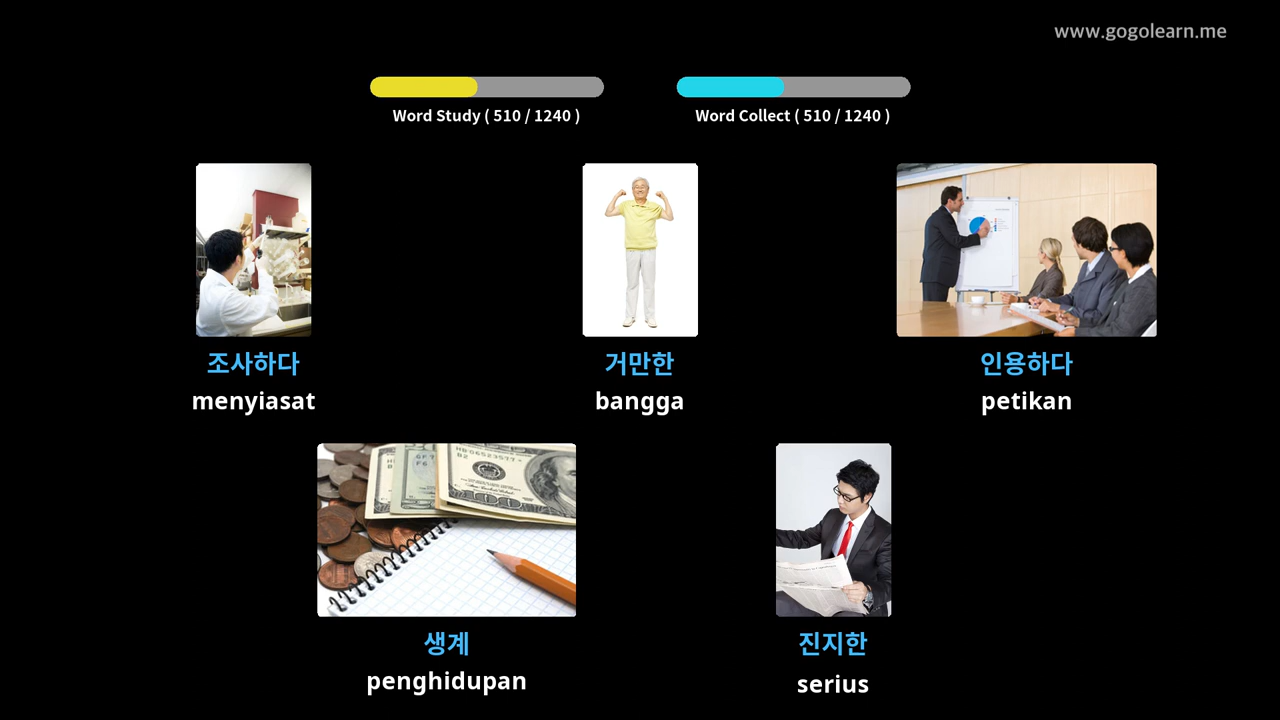 www.gogolearn.me
Word Study ( 510 / 1240 )
Word Collect ( 510 / 1240 )
조사하다
menyiasat
거만한
bangga
인용하다
petikan
생계
penghidupan
진지한
serius